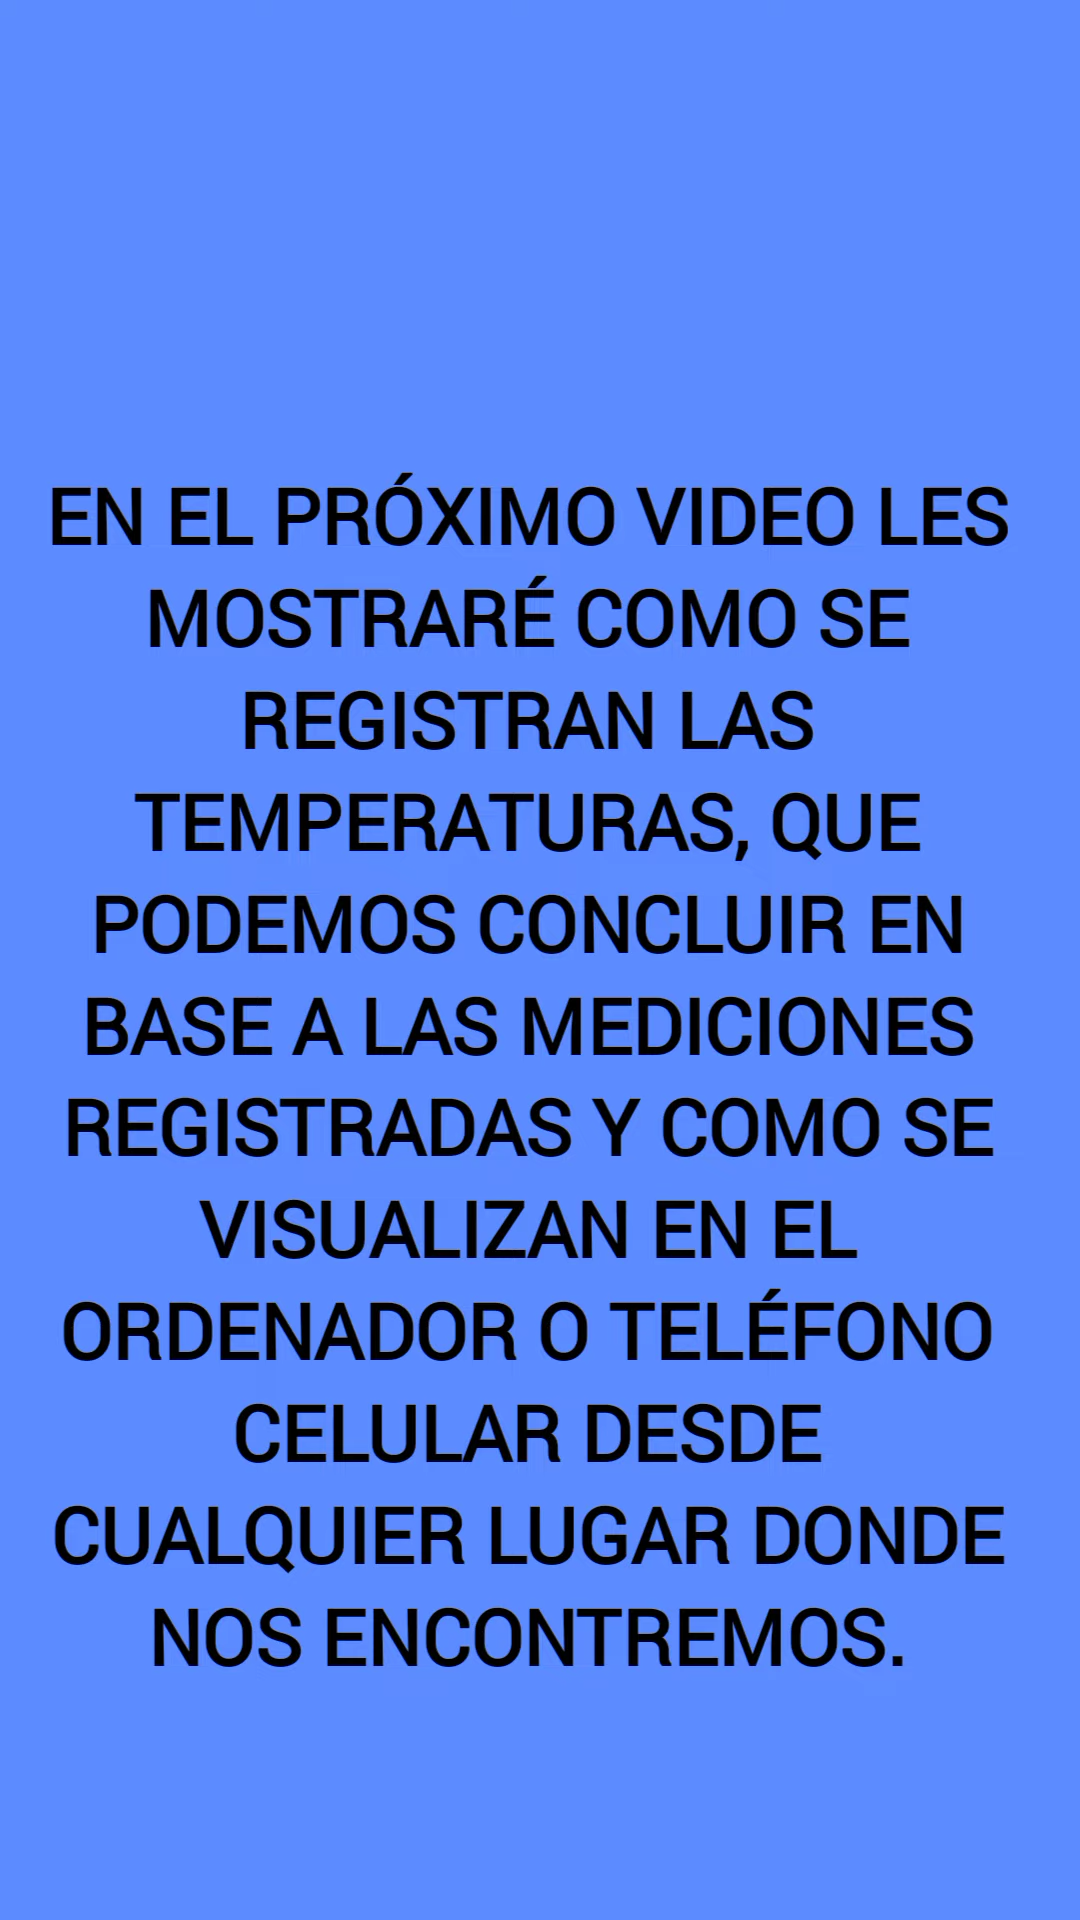 EN EL PRÓXIMO VIDEO LES
MOSTRARÉ COMO SE
REGISTRAN LAS
TEMPERATURAS, QUE
PODEMOS CONCLUIR EN
BASE A LAS MEDICIONES
REGISTRADAS Y COMO SE
VISUALIZAN EN EL
ORDENADOR O TELÉFONO
CELULAR DESDE
CUALQUIER LUGAR DONDE
NOS ENCONTREMOS.